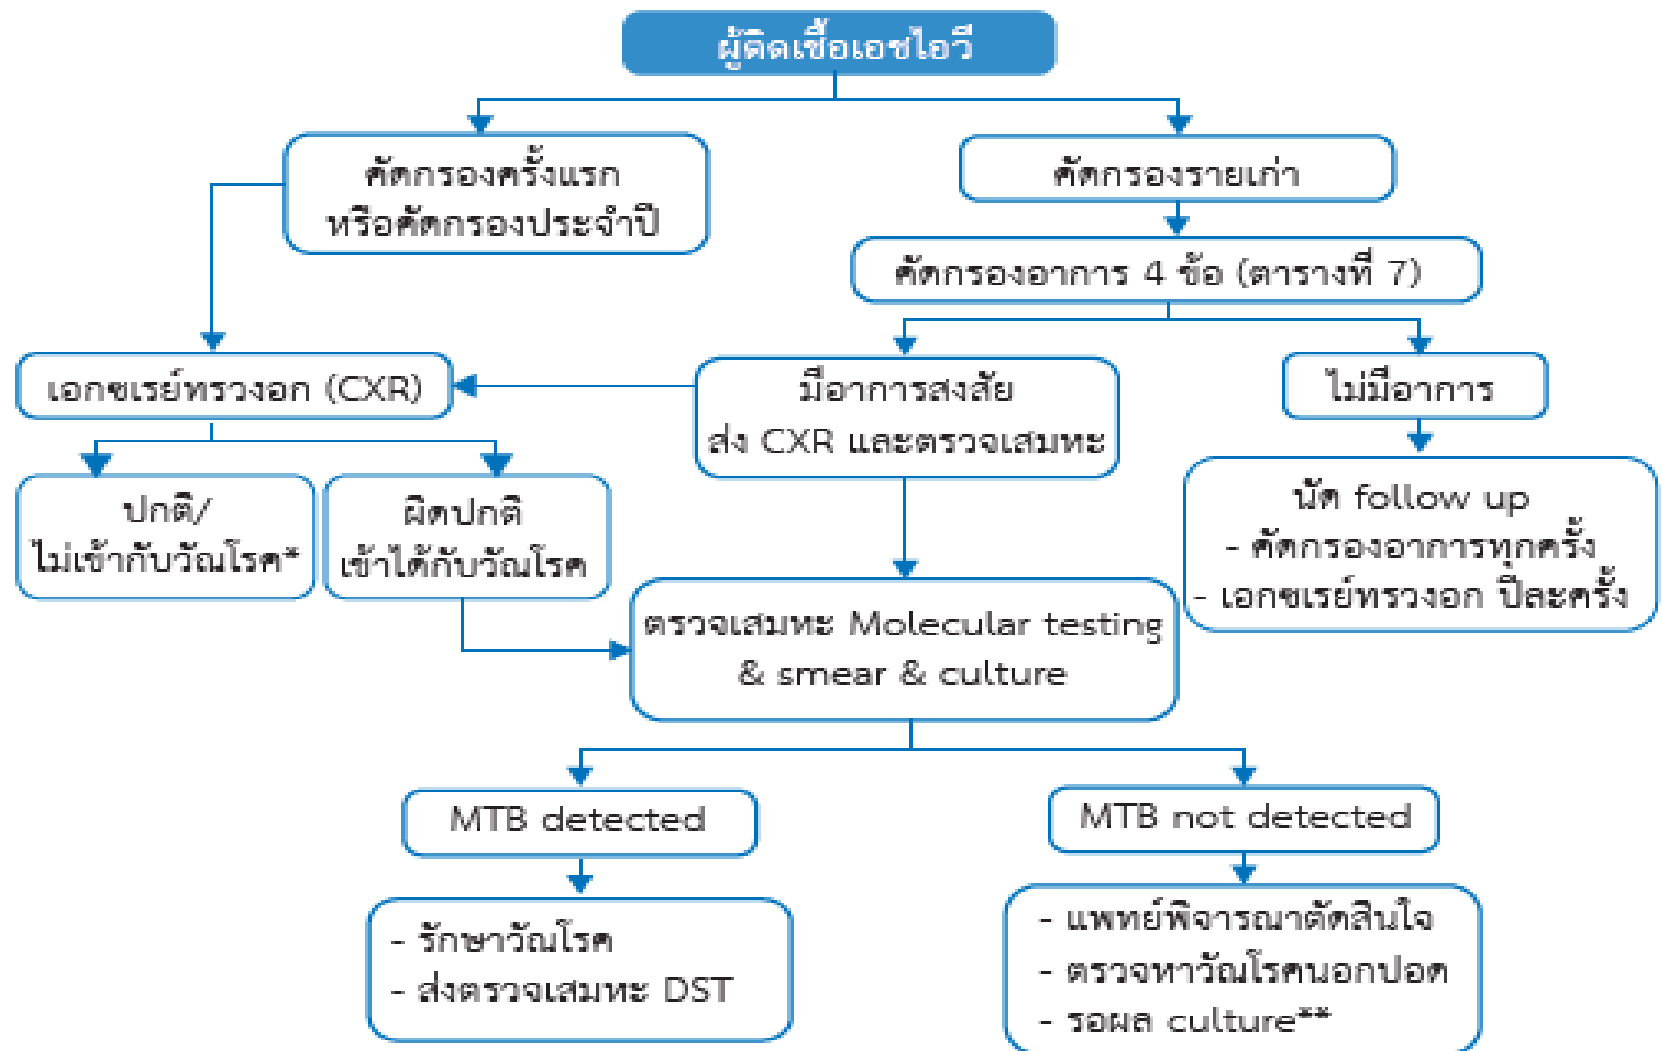 ผู้ติดเชื้อเอชไอวี
คัดกรองครั้งแรก
หรือคัดกรองประจำปี
คัดกรองรายเก่า
คัดกรองอาการ 4 ข้อ (ตารางที่ 7)
เอกซเรย์ทรวงอก (CXR)
มีอาการสงสัย
ส่ง CXR และตรวจเสมหะ
ไม่มีอาการ
ปกติ/
ไม่เข้ากับวัณโรค*
ผิดปกติ
เข้าได้กับวัณโรค
นัด follow up
- คัดกรองอาการทุกครั้ง
- เอกซเรย์ทรวงอก ปีละครั้ง
ตรวจเสมหะ Molecular testing
& smear & culture
MTB detected
MTB not detected
- รักษาวัณโรค
- ส่งตรวจเสมหะ DST
- แพทย์พิจารณาตัดสินใจ
- ตรวจหาวัณโรคนอกปอด
- รอผล culture**